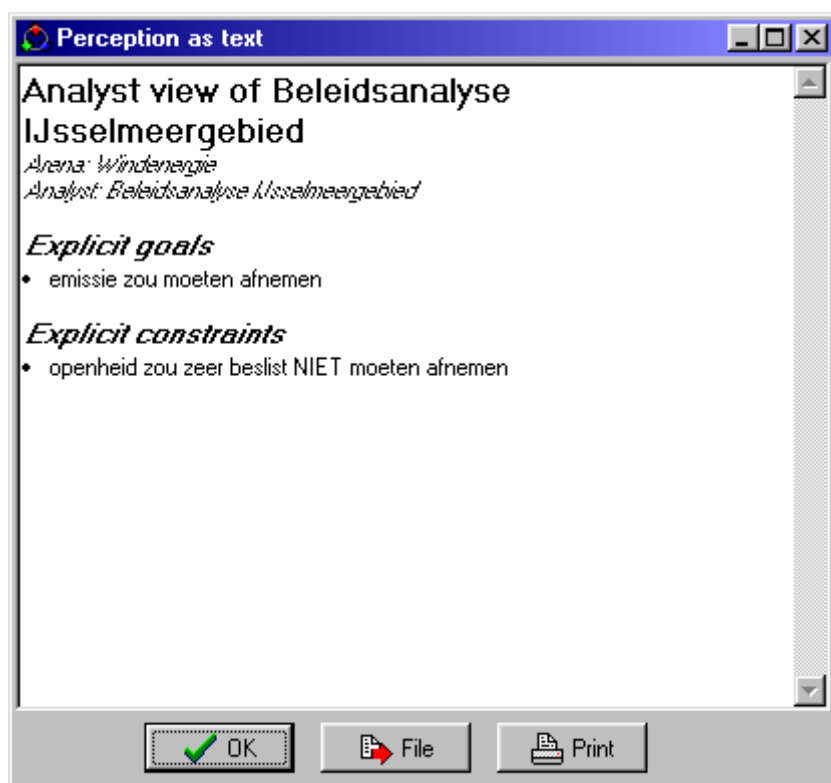 Perception as text
Analyst view of Beleidsanalyse
IJsselmeergebied
Arena: Windenergie
Analyst: Beleidsanalyse IJsselmeergebied
Explicit goals
• emissie zou moeten afnemen
Explicit constraints
• openheid zou zeer beslist NIET moeten afnemen
OK File Print